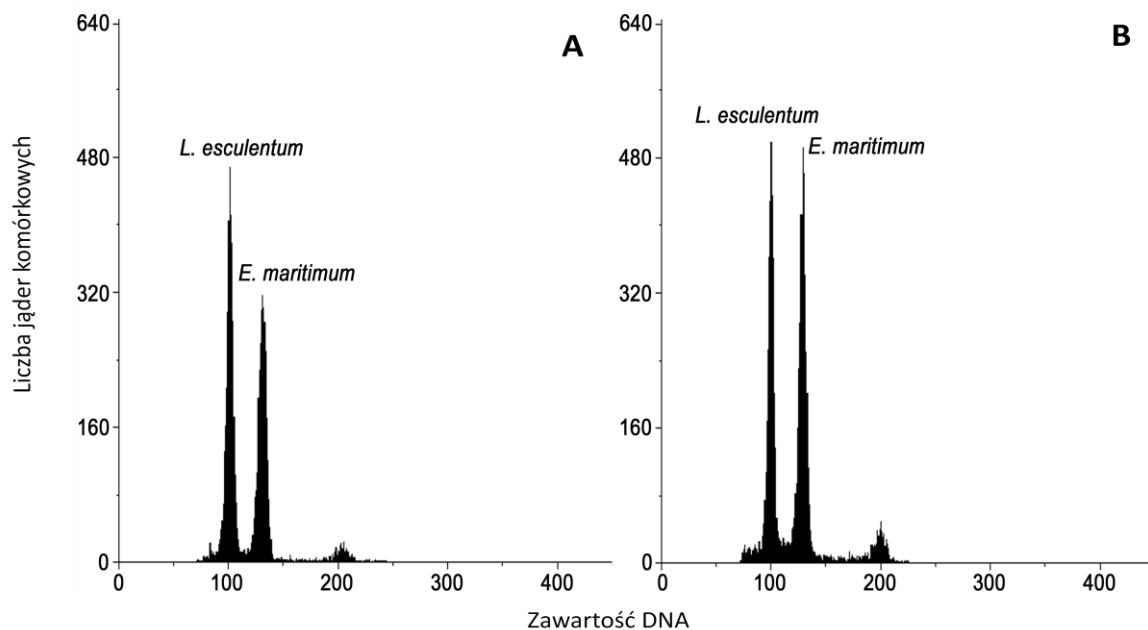 A
B
Liczba jąder komórkowych
640
480
320
160
0
L. esculentum
E. maritimum
0
100
200
300
400
640
480
320
160
0
L. esculentum
E. maritimum
0
100
200
300
400
Zawartość DNA